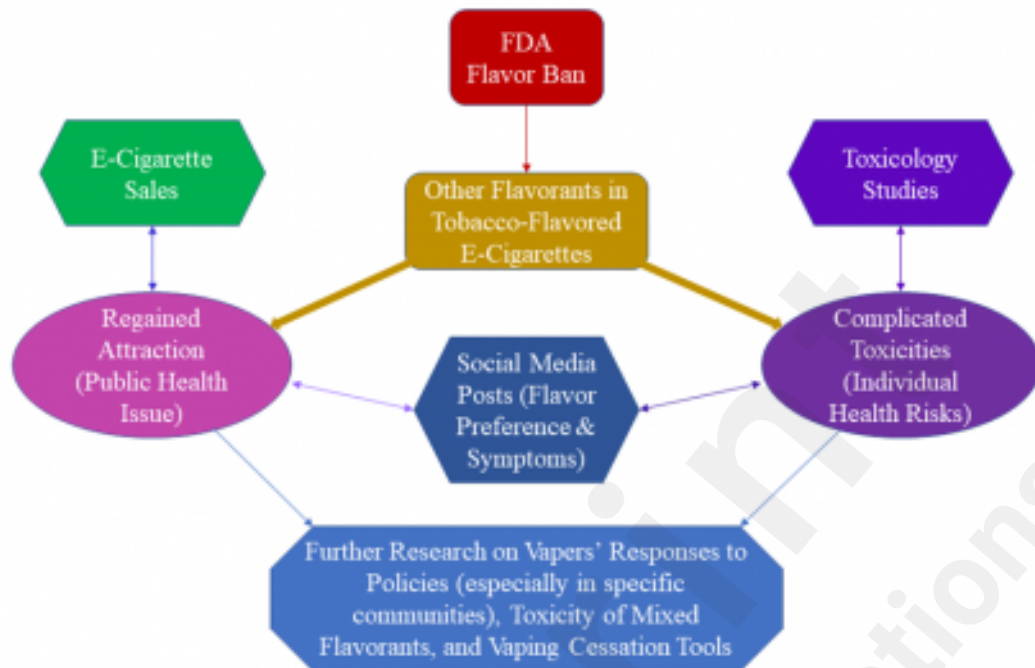 FDA
Flavor Ban
E-Cigarette
Sales
Toxicology
Studies
Other Flavorants in
Tobacco-Flavored
E-Cigarettes
Regained
Attraction
(Public Health
Issue)
Social Media
Posts (Flavor
Preference &
Symptoms)
Complicated
Toxicities
(Individual
Health Risks)
Further Research on Vapers’ Responses to
Policies (especially in specific
communities), Toxicity of Mixed
Flavorants, and Vaping Cessation Tools